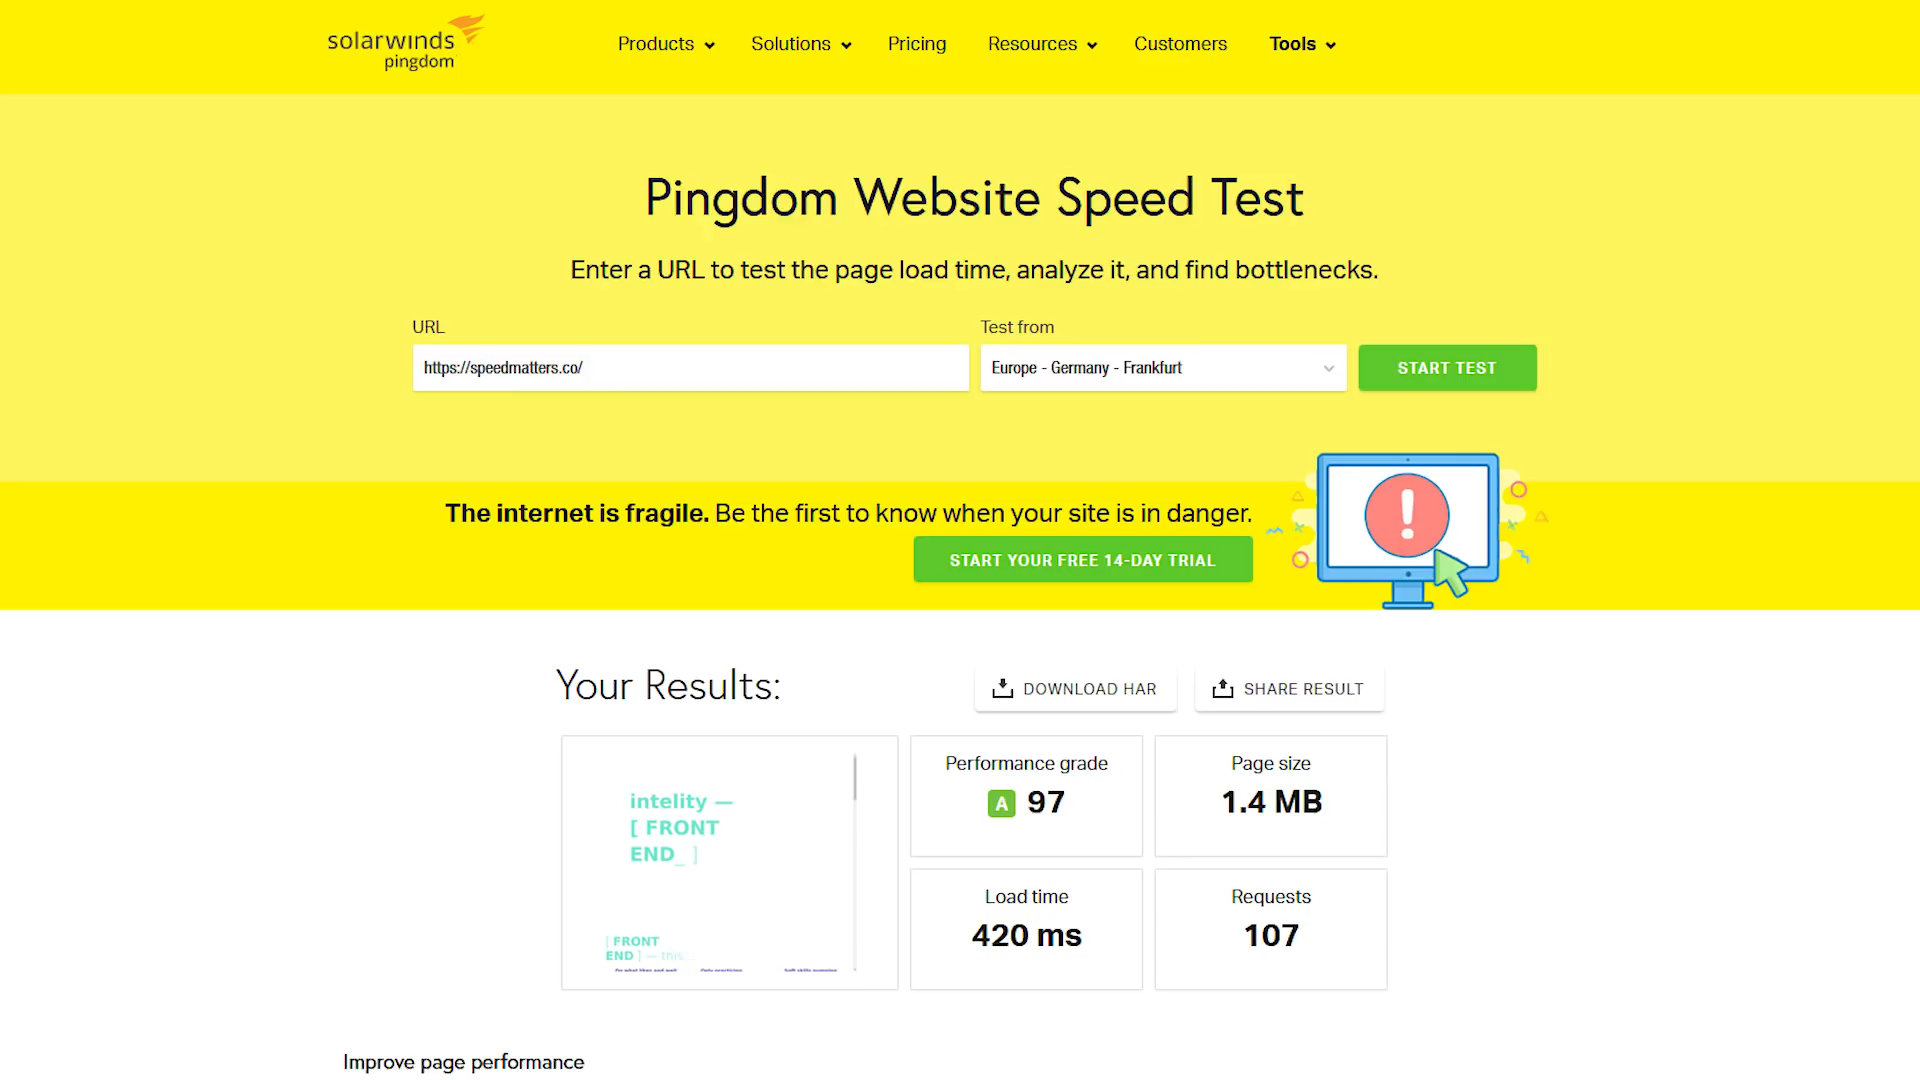 solarwinds
pingdom
Products
Solutions
Pricing
Resources
Customers
Tools
Pingdom Website Speed Test
Enter a URL to test the page load time, analyze it, and find bottlenecks.
URL
Test from
https://speedmatters.co/
Europe - Germany - Frankfurt
START TEST
The internet is fragile. Be the first to know when your site is in danger.
START YOUR FREE 14-DAY TRIAL
Your Results:
DOWNLOAD HAR
SHARE RESULT
intelity —
[ FRONT
END_ ]
[ FRONT
END ] — this...
Performance grade
A 97
Page size
1.4 MB
Load time
420 ms
Requests
107
Improve page performance